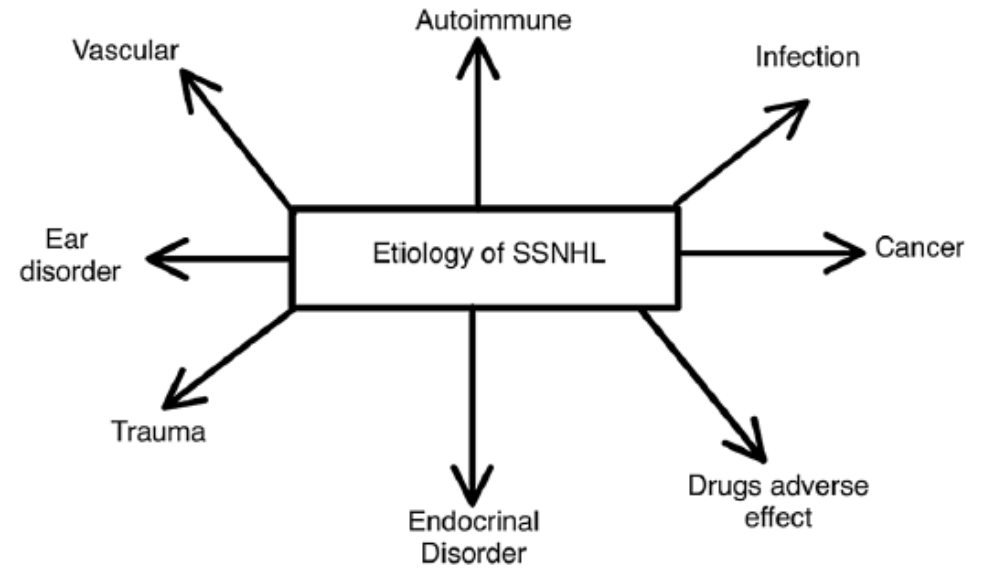 Autoimmune
Vascular
Infection
Ear
disorder
Etiology of SSNHL
Cancer
Trauma
Drugs adverse
effect
Endocrinal
Disorder